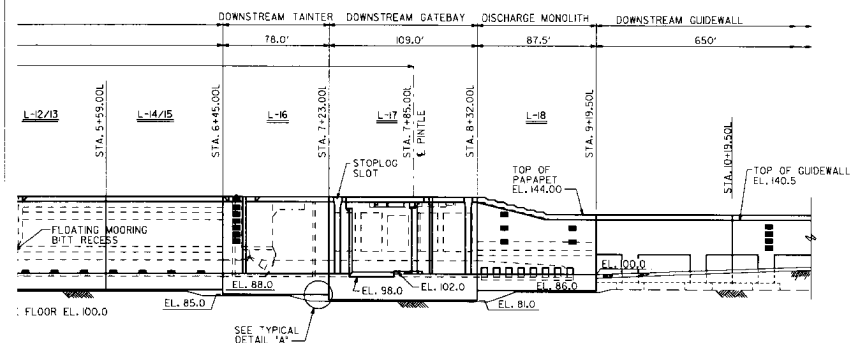 DOWNSTREAM TAINTER
DOWNSTREAM GATEBAY
DISCHARGE MONOLITH
DOWNSTREAM GUIDEWALL
78.0'
109.0'
87.5'
650'
L-12/13
STA. 5+59.00L
L-14/15
STA. 6+45.00L
L-16
STA. 7+23.00L
L-17
STA. 7+85.00L
℄ PINTLE
STA. 8+32.00L
L-18
STA. 9+19.50L
STA. 10+19.50L
STOPLOG
SLOT
TOP OF
PAPAPET
EL. 144.00
TOP OF GUIDEWALL
EL. 140.5
FLOATING MOORING
BITT RECESS
EL. 88.0
EL. 98.0
EL. 102.0
EL. 86.0
EL. 100.0
FLOOR EL. 100.0
EL. 85.0
EL. 81.0
SEE TYPICAL
DETAIL "A"